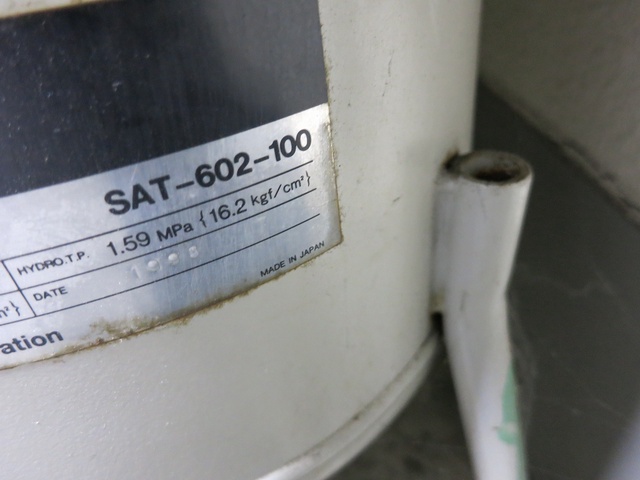 SAT-602-100
HYDRO.T.P. 1.59 MPa {16.2 kgf/cm²}
DATE
MADE IN JAPAN
ation